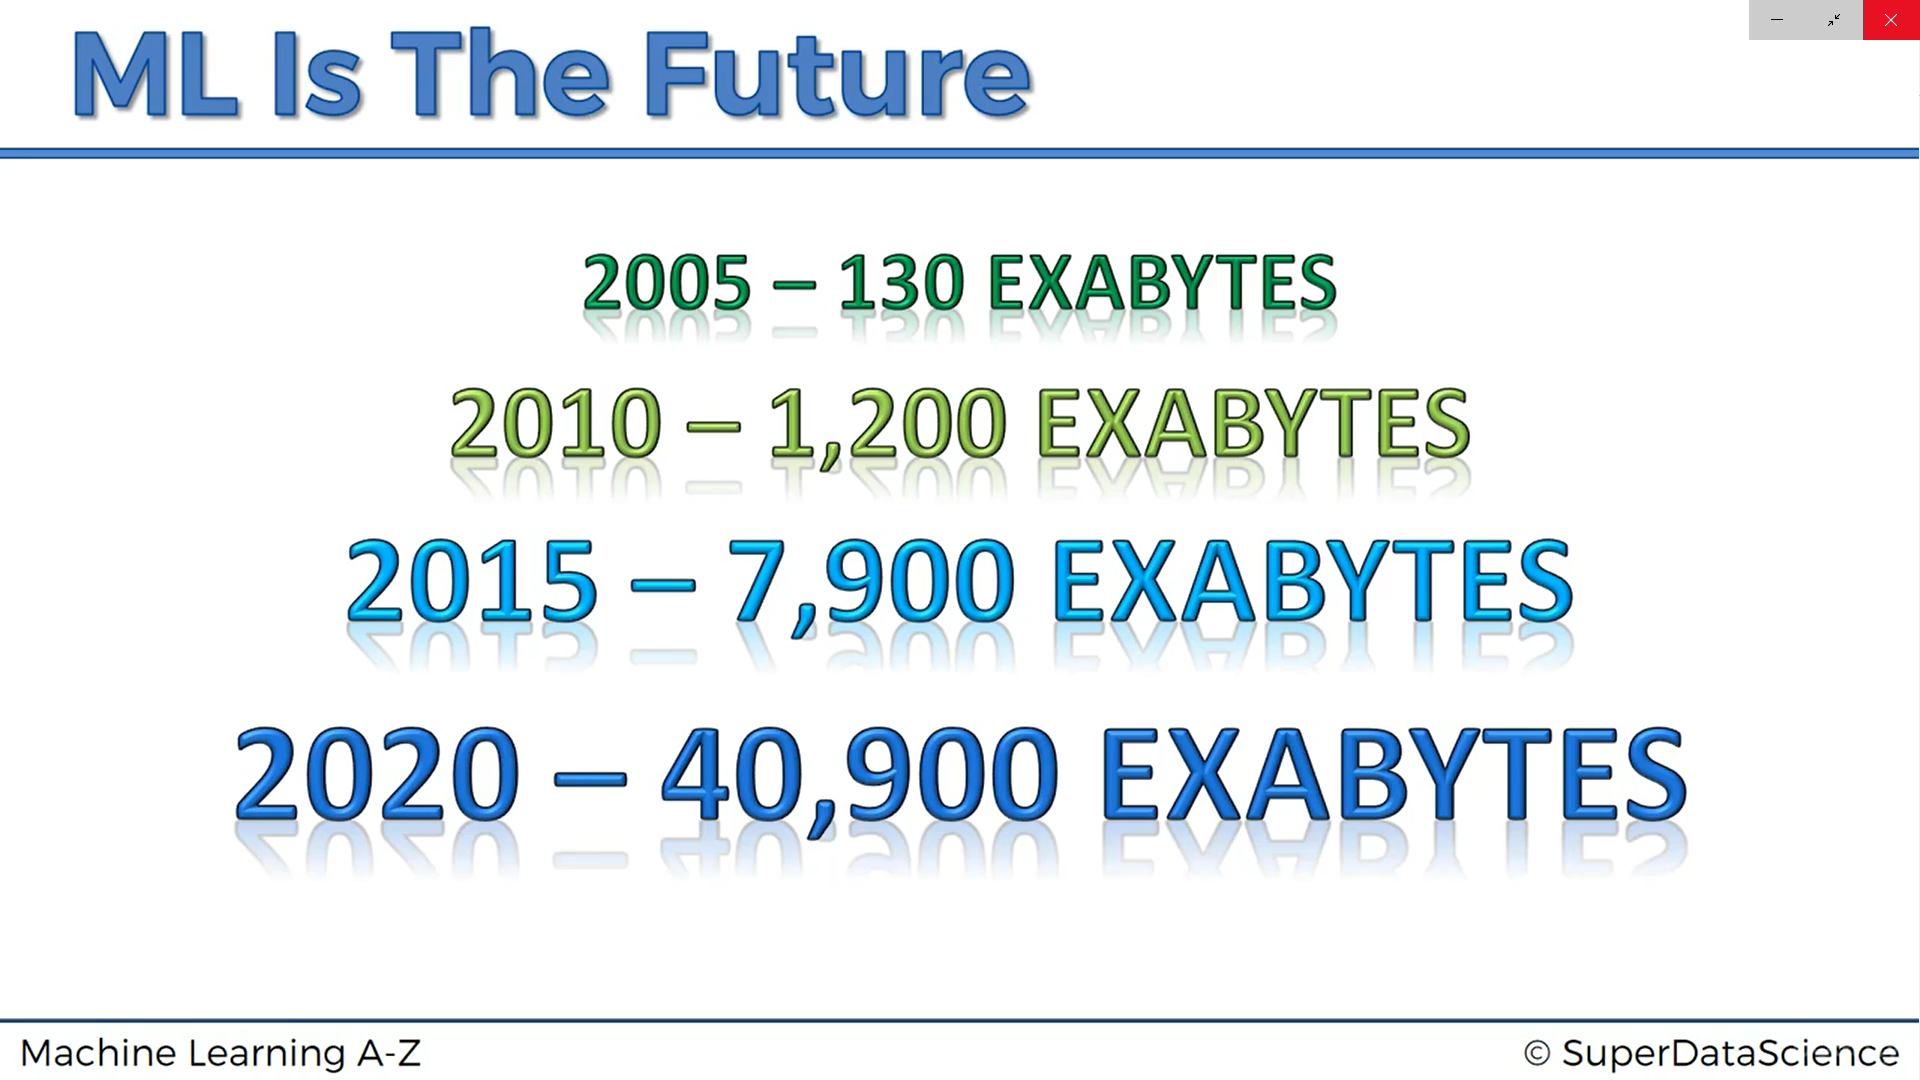 ML Is The Future
2005 – 130 EXABYTES
2010 – 1,200 EXABYTES
2015 – 7,900 EXABYTES
2020 – 40,900 EXABYTES
Machine Learning A-Z
© SuperDataScience